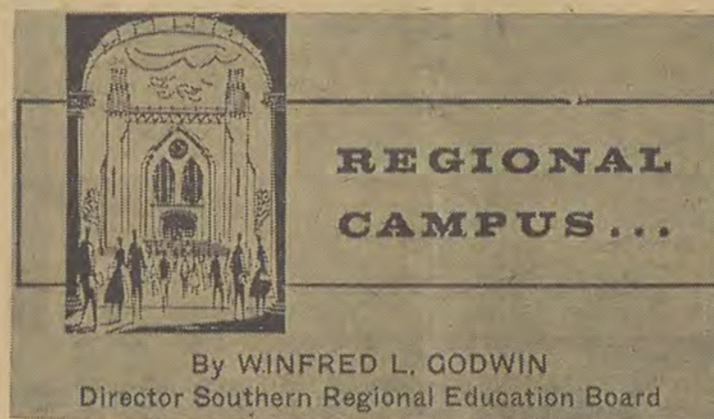 REGIONAL
CAMPUS...
By WINFRED L. GODWIN
Director Southern Regional Education Board